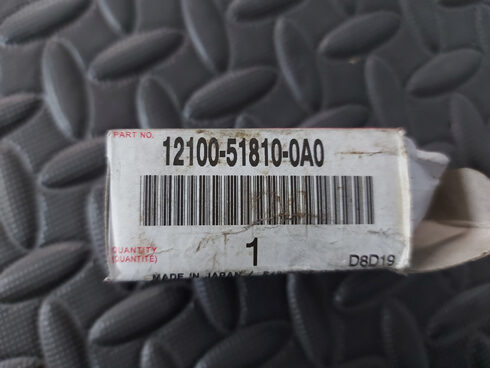 PART NO.
12100-51810-0A0
QUANTITY
(QUANTITE)
1
D8D19
MADE IN JAPAN